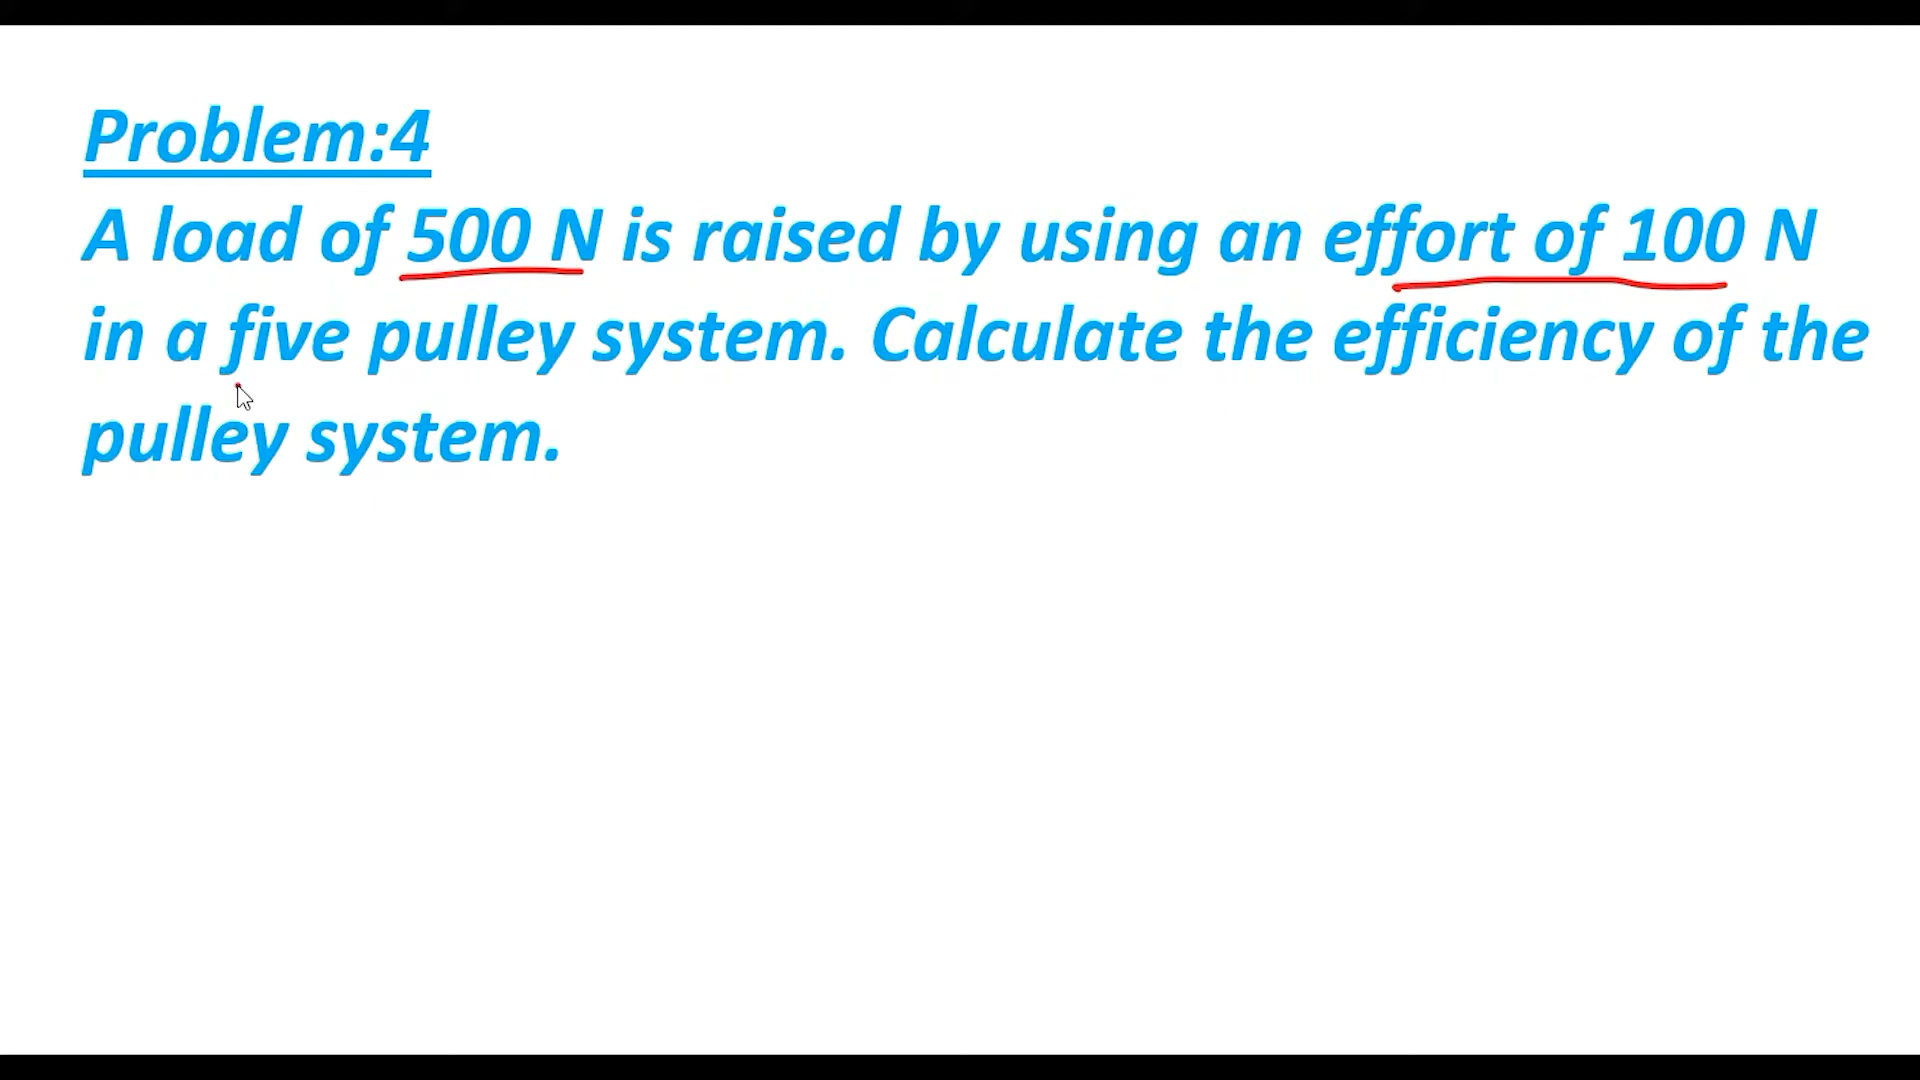 Problem:4
A load of 500 N is raised by using an effort of 100 N
in a five pulley system. Calculate the efficiency of the
pulley system.